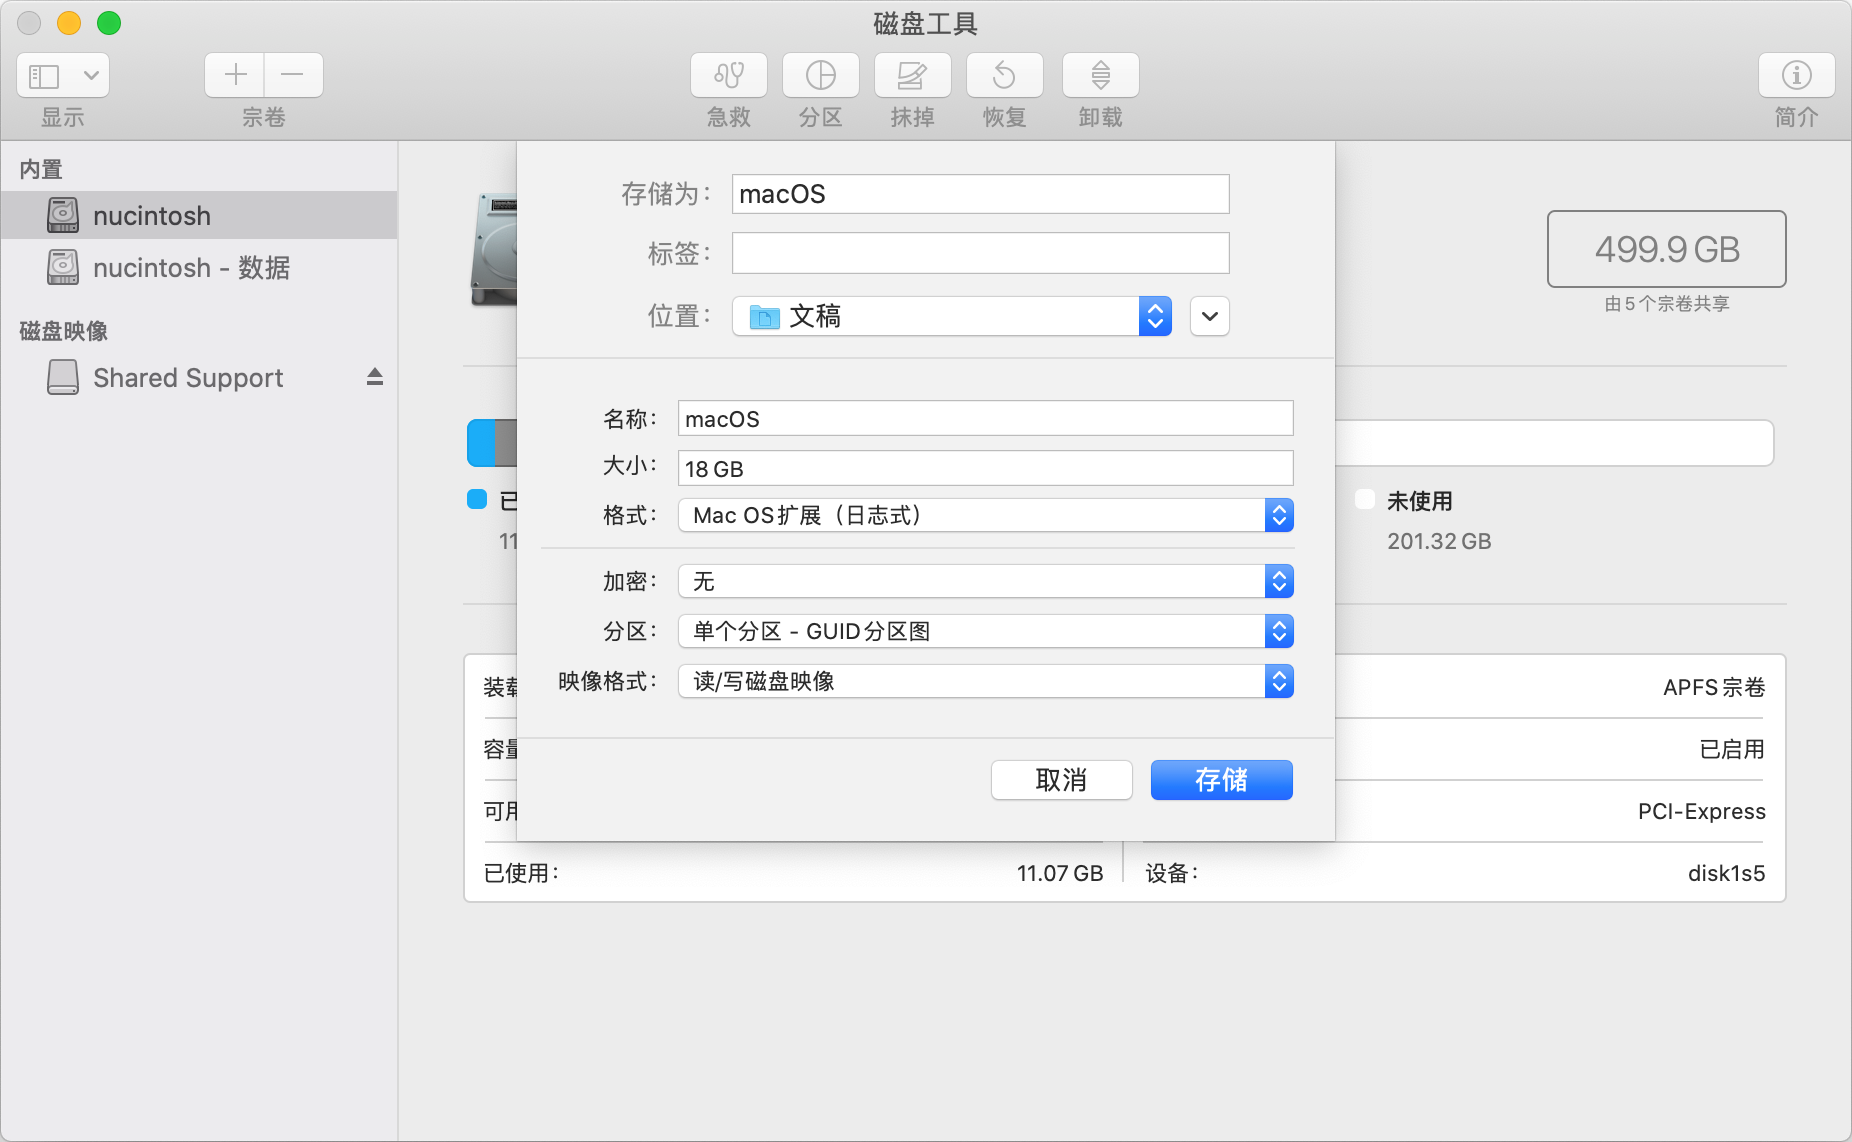 磁盘工具
显示
宗卷
急救
分区
抹掉
恢复
卸载
简介
内置
nucintosh
nucintosh - 数据
磁盘映像
Shared Support
存储为：
macOS
标签：
位置：
文稿
名称：
macOS
大小：
18 GB
格式：
Mac OS扩展（日志式）
加密：
无
分区：
单个分区 - GUID分区图
映像格式：
读/写磁盘映像
取消
存储
499.9 GB
由 5 个宗卷共享
已
11
未使用
201.32 GB
装载
APFS 宗卷
容量
已启用
可用
PCI-Express
已使用：
11.07 GB
设备：
disk1s5